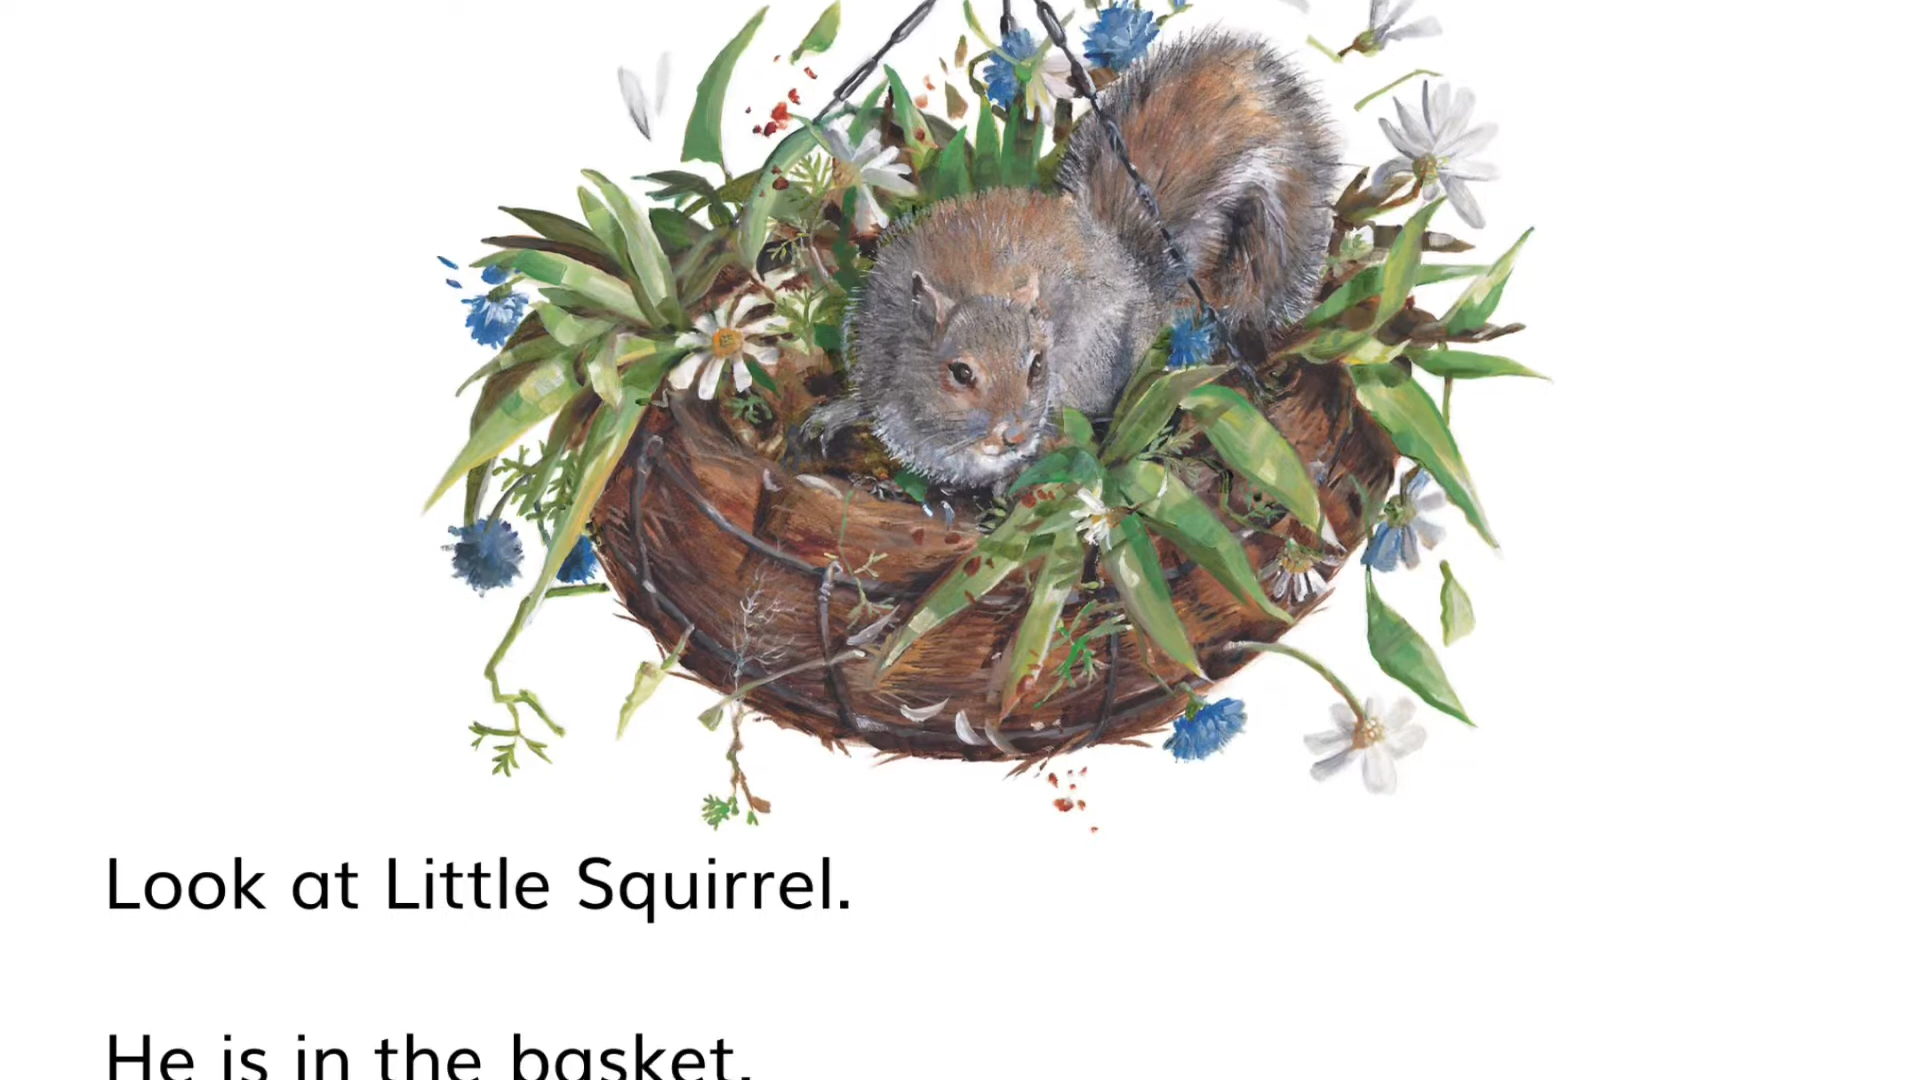 Look at Little Squirrel.
He is in the basket.